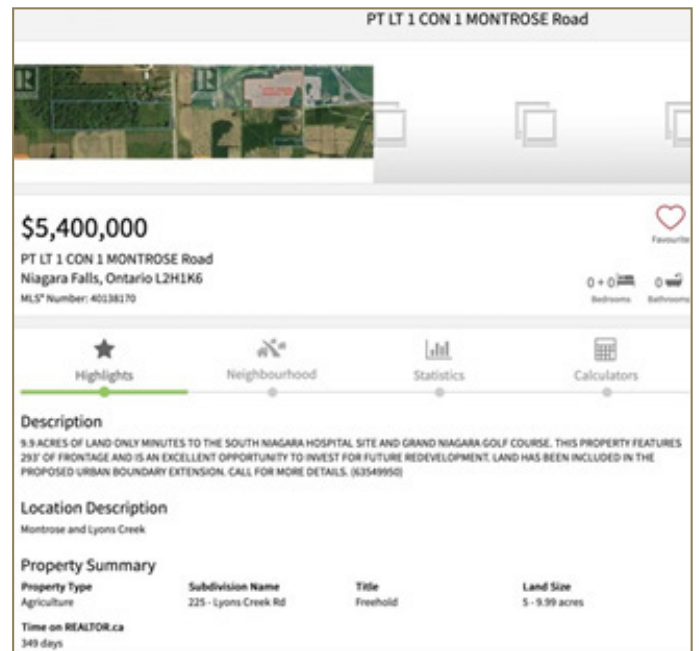 PT LT 1 CON 1 MONTROSE Road
$5,400,000
Favourite
PT LT 1 CON 1 MONTROSE Road
Niagara Falls, Ontario L2H1K6
MLS® Number: 40138170
0 + 0
0
Bedrooms
Bathrooms
Highlights
Neighbourhood
Statistics
Calculators
Description
9.9 ACRES OF LAND ONLY MINUTES TO THE SOUTH NIAGARA HOSPITAL SITE AND GRAND NIAGARA GOLF COURSE. THIS PROPERTY FEATURES
293' OF FRONTAGE AND IS AN EXCELLENT OPPORTUNITY TO INVEST FOR FUTURE REDEVELOPMENT. LAND HAS BEEN INCLUDED IN THE
PROPOSED URBAN BOUNDARY EXTENSION. CALL FOR MORE DETAILS. (63549950)
Location Description
Montrose and Lyons Creek
Property Summary
Property Type
Subdivision Name
Title
Land Size
Agriculture
225 - Lyons Creek Rd
Freehold
5 - 9.99 acres
Time on REALTOR.ca
349 days